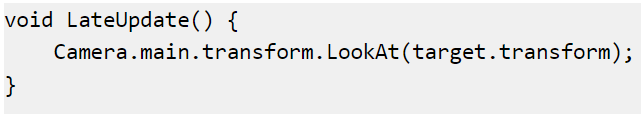 void LateUpdate() {
    Camera.main.transform.LookAt(target.transform);
}